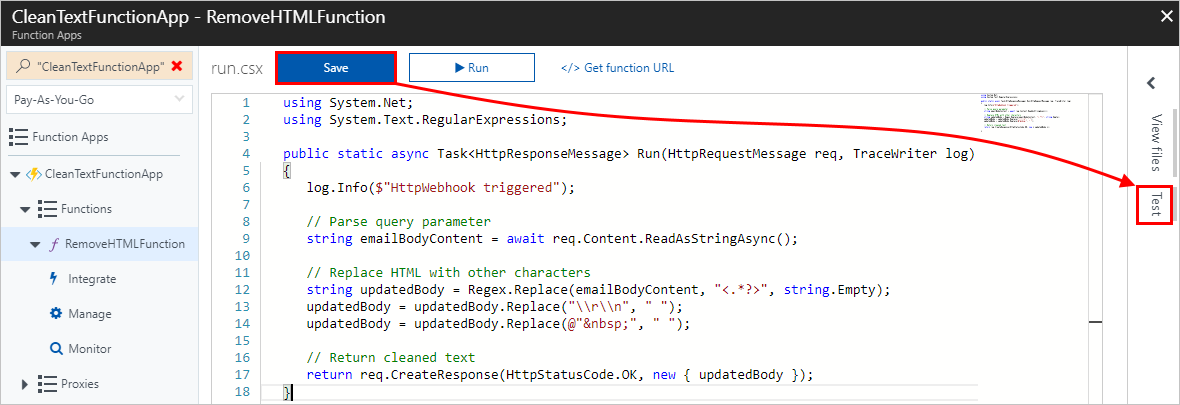 CleanTextFunctionApp - RemoveHTMLFunction
Function Apps
"CleanTextFunctionApp"
Pay-As-You-Go
Function Apps
CleanTextFunctionApp
Functions
RemoveHTMLFunction
Integrate
Manage
Monitor
Proxies
run.csx Save Run </> Get function URL
1 using System.Net;
2 using System.Text.RegularExpressions;
3
4 public static async Task<HttpResponseMessage> Run(HttpRequestMessage req, TraceWriter log)
5 {
6 log.Info($"HttpWebhook triggered");
7
8 // Parse query parameter
9 string emailBodyContent = await req.Content.ReadAsStringAsync();
10
11 // Replace HTML with other characters
12 string updatedBody = Regex.Replace(emailBodyContent, "<.*?>", string.Empty);
13 updatedBody = updatedBody.Replace("\\r\\n", " ");
14 updatedBody = updatedBody.Replace(@"&nbsp;", " ");
15
16 // Return cleaned text
17 return req.CreateResponse(HttpStatusCode.OK, new { updatedBody });
18 }
View files
Test